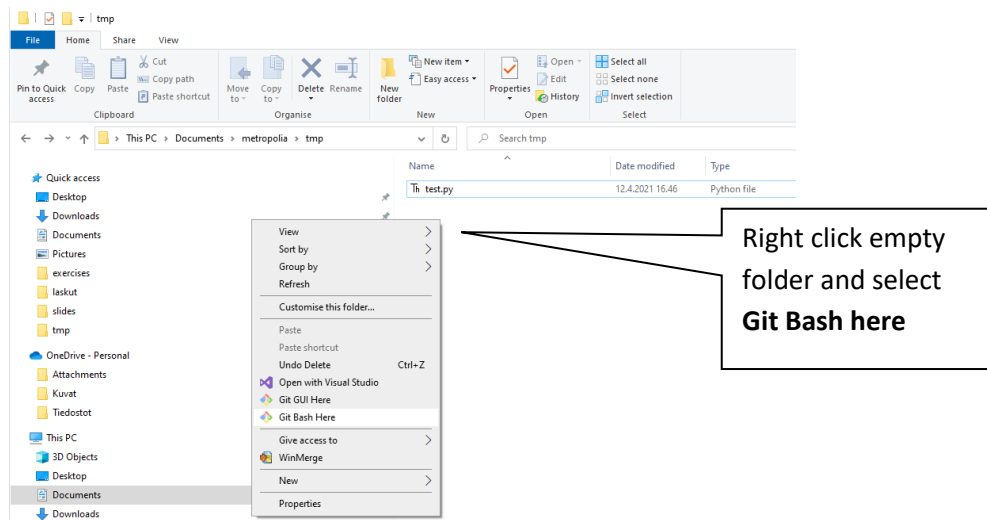 tmp
File Home Share View
Pin to Quick access
Copy
Paste
Cut
Copy path
Paste shortcut
Clipboard
Move to
Copy to
Delete
Rename
Organise
New folder
New item
Easy access
New
Properties
Open
Edit
History
Open
Select all
Select none
Invert selection
Select
This PC > Documents > metropolia > tmp
Search tmp
Name Date modified Type
Th test.py 12.4.2021 16.46 Python file
Quick access
Desktop
Downloads
Documents
Pictures
exercises
laskut
slides
tmp
OneDrive - Personal
Attachments
Kuvat
Tiedostot
This PC
3D Objects
Desktop
Documents
Downloads
View
Sort by
Group by
Refresh
Customise this folder...
Paste
Paste shortcut
Undo Delete Ctrl+Z
Open with Visual Studio
Git GUI Here
Git Bash Here
Give access to
WinMerge
New
Properties
Right click empty
folder and select
Git Bash here